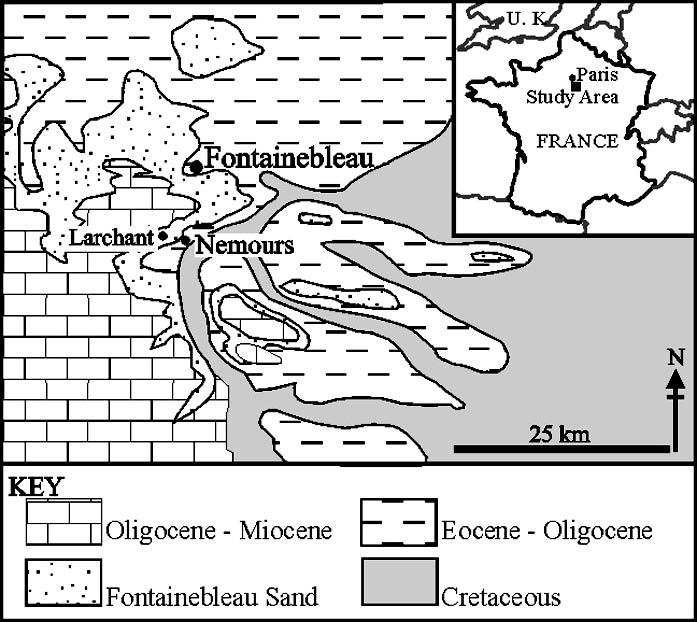 U. K
Paris
Study Area
FRANCE
Fontainebleau
Larchant
Nemours
N
25 km
KEY
Oligocene - Miocene
Eocene - Oligocene
Fontainebleau Sand
Cretaceous